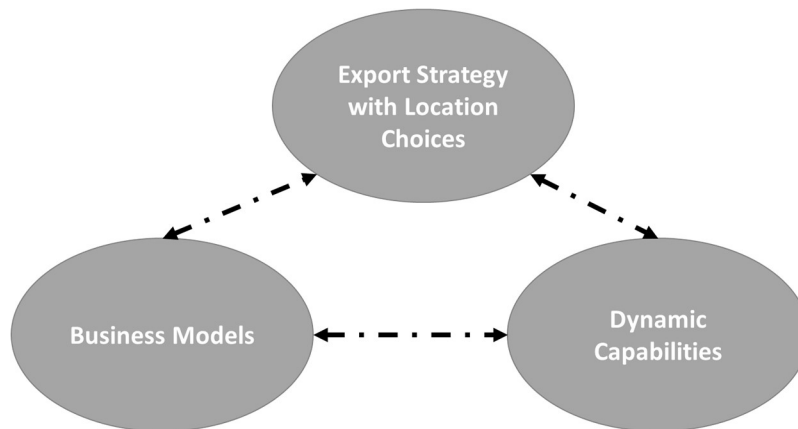 Export Strategy
with Location
Choices
Business Models
Dynamic
Capabilities